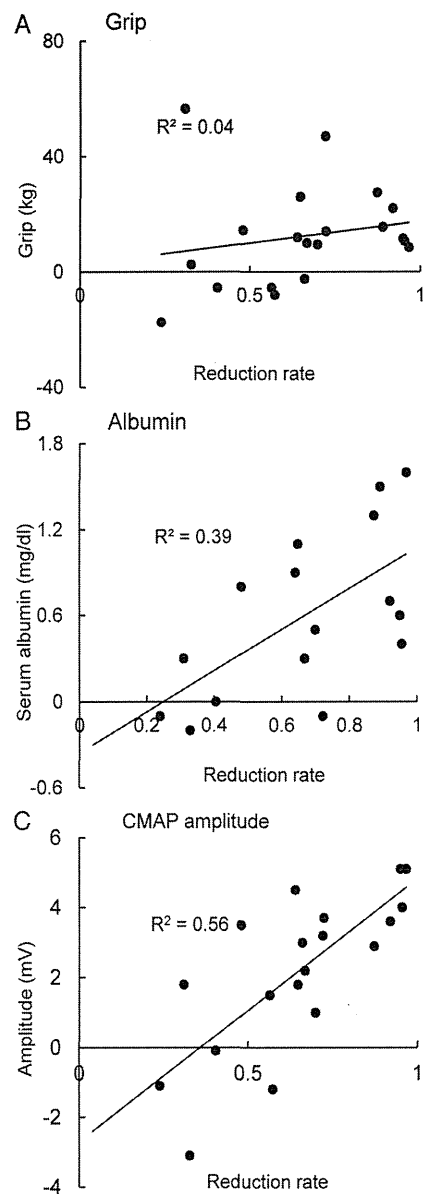 A Grip
80
R² = 0.04
40
Grip (kg)
0
0 0.5 1
Reduction rate
-40
B Albumin
1.8
R² = 0.39
1.2
Serum albumin (mg/dl)
0.6
0
0 0.2 0.4 0.6 0.8 1
Reduction rate
-0.6
C CMAP amplitude
6
R² = 0.56
4
Amplitude (mV)
2
0
0 0.5 1
-2
Reduction rate
-4